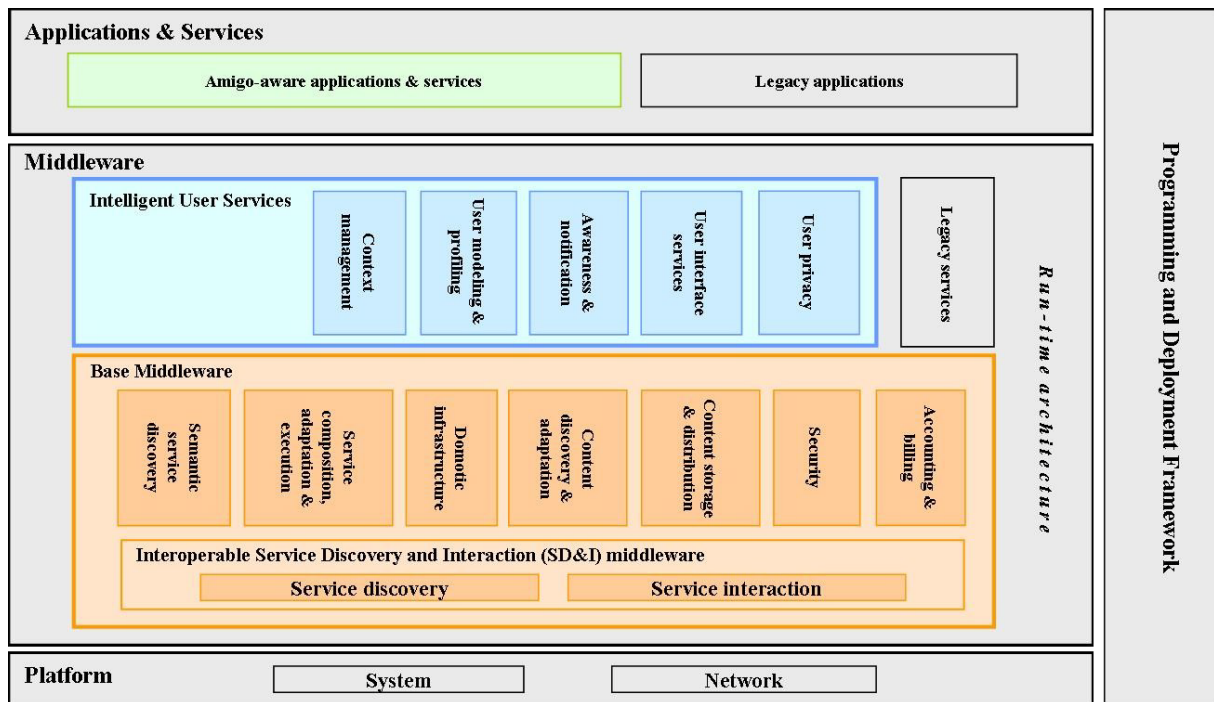 Applications & Services
Amigo-aware applications & services
Legacy applications
Middleware
Intelligent User Services
Context
management
User modeling &
profiling
Awareness &
notification
User interface
services
User privacy
Legacy services
Run-time architecture
Programming and Deployment Framework
Base Middleware
Semantic
service
discovery
Service
composition,
adaptation &
execution
Domotic
infrastructure
Content
discovery &
adaptation
Content storage
& distribution
Security
Accounting &
billing
Interoperable Service Discovery and Interaction (SD&I) middleware
Service discovery
Service interaction
Platform
System
Network